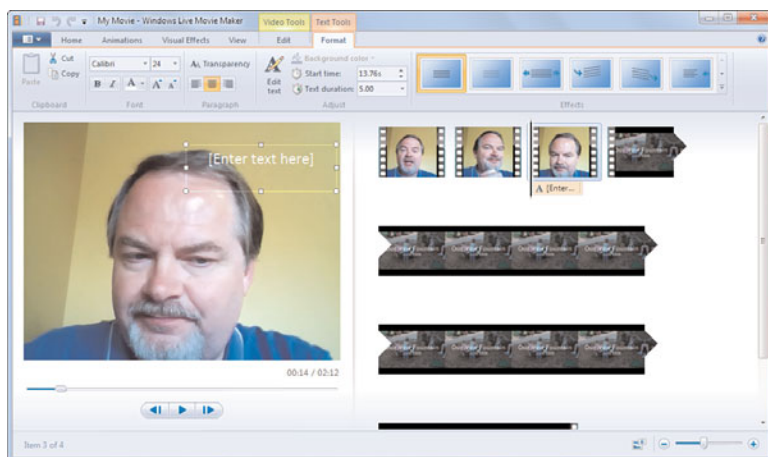 My Movie - Windows Live Movie Maker
Video Tools
Text Tools
Home
Animations
Visual Effects
View
Edit
Format
Paste
Cut
Copy
Clipboard
Calibri
24
B I A A A
Font
Transparency
Paragraph
Edit text
Background color
Start time: 13.76s
Text duration: 5.00
Adjust
Effects
[Enter text here]
A [Enter...
00:14 / 02:12
Item 3 of 4